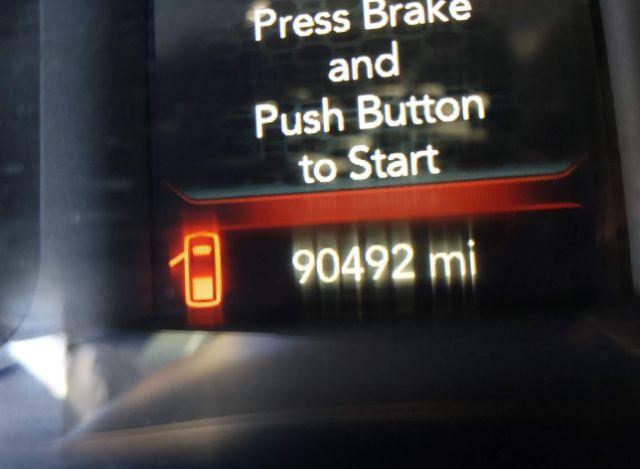 Press Brake
and
Push Button
to Start
90492 mi